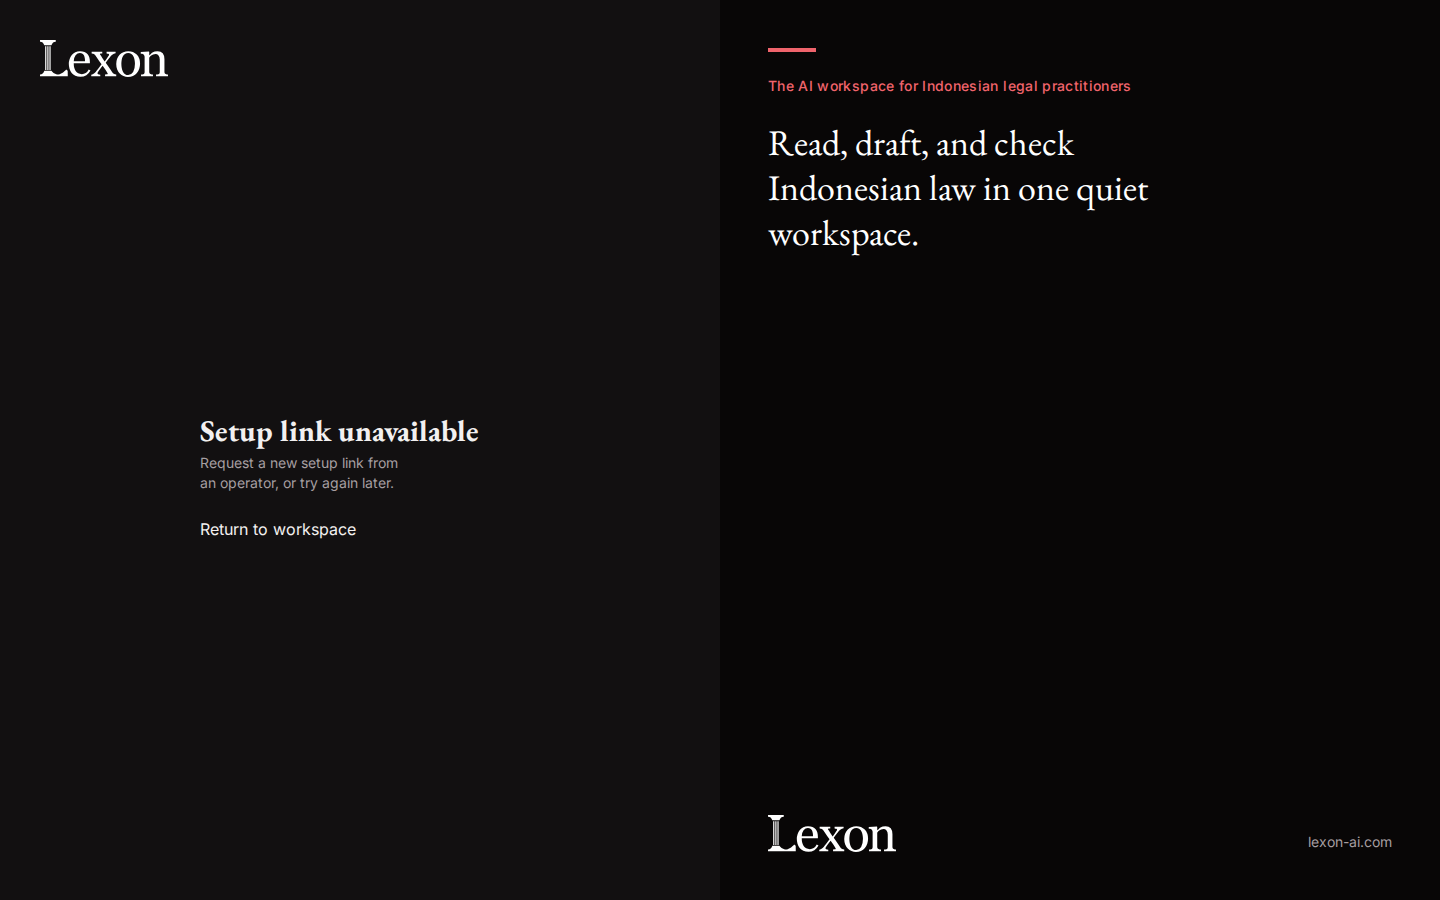 Lexon
Setup link unavailable
Request a new setup link from
an operator, or try again later.
Return to workspace
The AI workspace for Indonesian legal practitioners
Read, draft, and check
Indonesian law in one quiet
workspace.
Lexon
lexon-ai.com